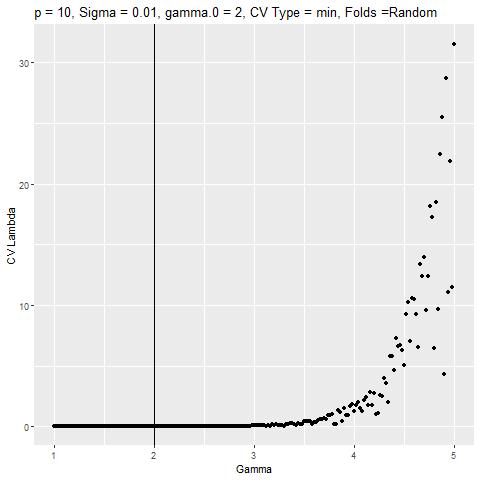 p = 10, Sigma = 0.01, gamma.0 = 2, CV Type = min, Folds =Random
30
20
10
0
CV Lambda
1 2 3 4 5
Gamma